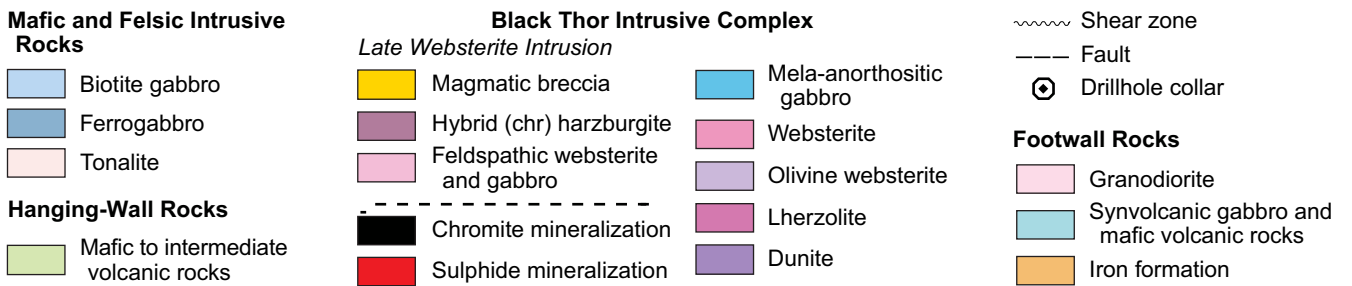 Mafic and Felsic Intrusive
Rocks
Biotite gabbro
Ferrogabbro
Tonalite
Hanging-Wall Rocks
Mafic to intermediate
volcanic rocks
Black Thor Intrusive Complex
Late Websterite Intrusion
Magmatic breccia
Hybrid (chr) harzburgite
Feldspathic websterite
and gabbro
Chromite mineralization
Sulphide mineralization
Mela-anorthositic
gabbro
Websterite
Olivine websterite
Lherzolite
Dunite
Shear zone
Fault
Drillhole collar
Footwall Rocks
Granodiorite
Synvolcanic gabbro and
mafic volcanic rocks
Iron formation